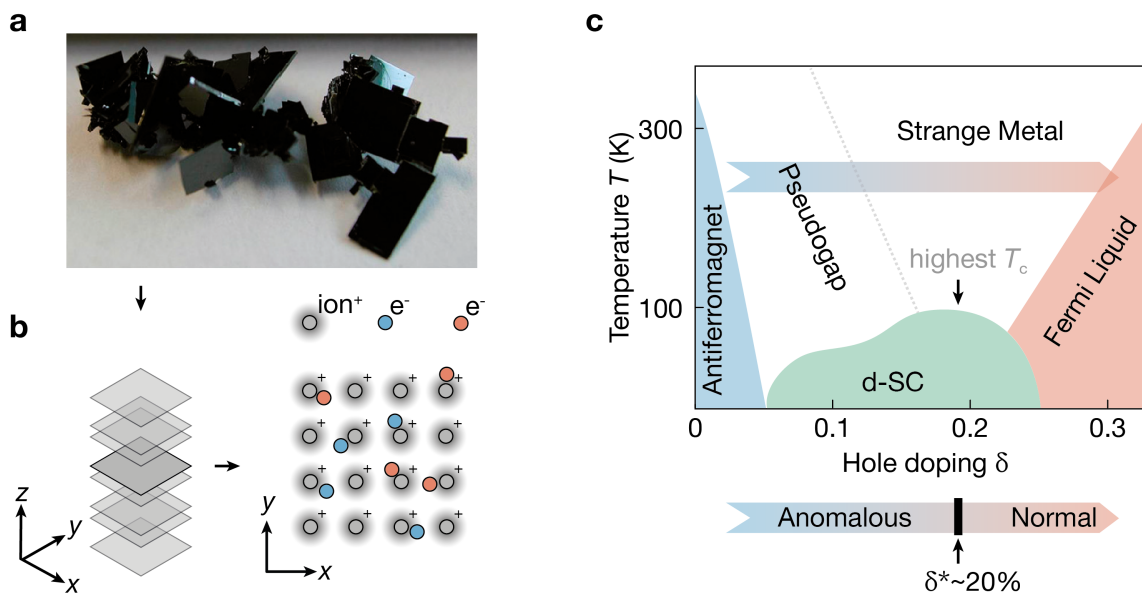 a
b
ion⁺
e⁻
e⁻
+ + + +
+ + + +
+ + + +
+ + + +
z
y
x
y
x
c
Temperature T (K)
300
100
Antiferromagnet
Pseudogap
Strange Metal
highest Tc
Fermi Liquid
d-SC
0 0.1 0.2 0.3
Hole doping δ
Anomalous Normal
δ*~20%